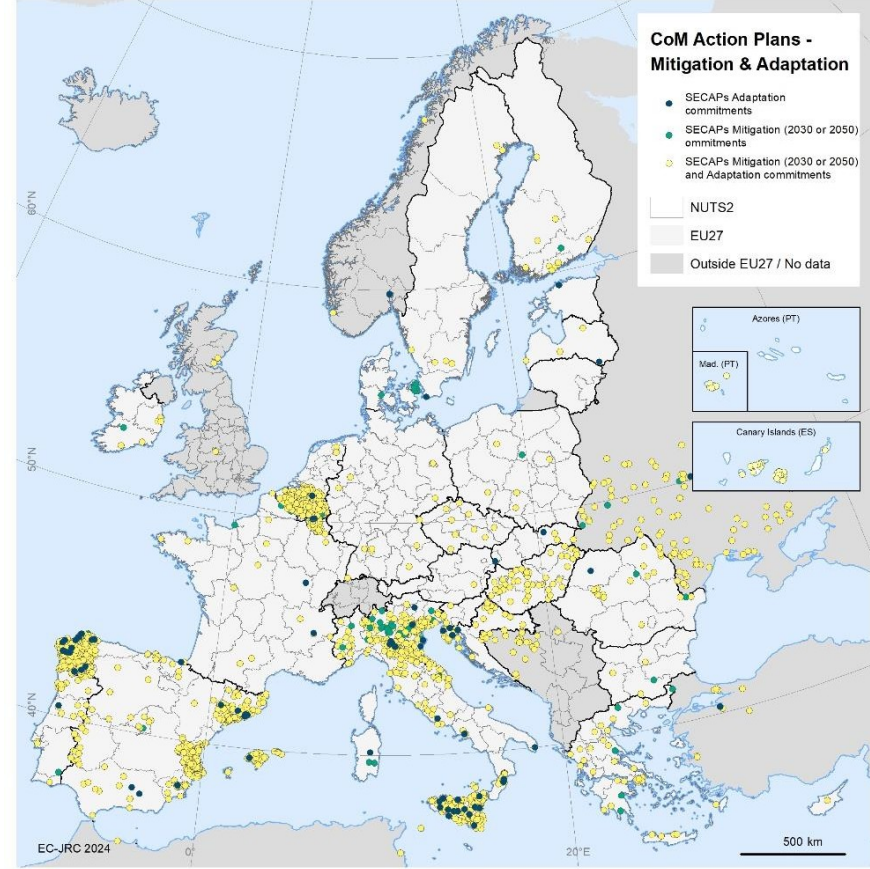 CoM Action Plans -
Mitigation & Adaptation
SECAPs Adaptation
commitments
SECAPs Mitigation (2030 or 2050)
ommitments
SECAPs Mitigation (2030 or 2050)
and Adaptation commitments
NUTS2
EU27
Outside EU27 / No data
60°N
Azores (PT)
Mad. (PT)
Canary Islands (ES)
50°N
40°N
EC-JRC 2024
0°
20°E
500 km